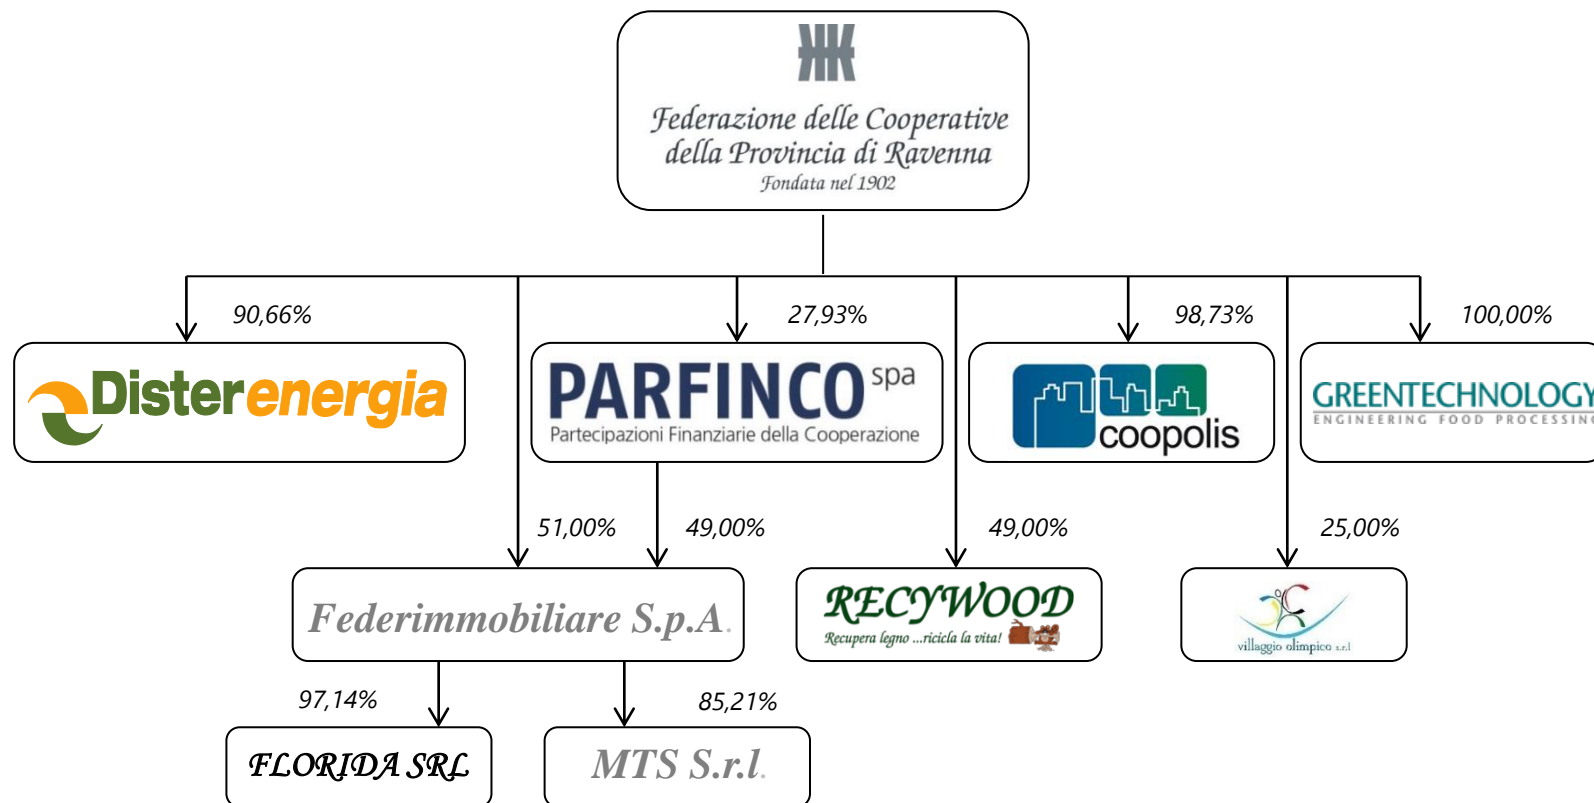 Federazione delle Cooperative
della Provincia di Ravenna
Fondata nel 1902
90,66%
27,93%
98,73%
100,00%
Disterenergia
PARFINCO spa
Partecipazioni Finanziarie della Cooperazione
coopolis
GREENTECHNOLOGY
ENGINEERING FOOD PROCESSING
51,00%
49,00%
49,00%
25,00%
Federimmobiliare S.p.A.
RECYWOOD
Recupera legno ...ricicla la vita!
villaggio olimpico s.r.l
97,14%
85,21%
FLORIDA SRL
MTS S.r.l.